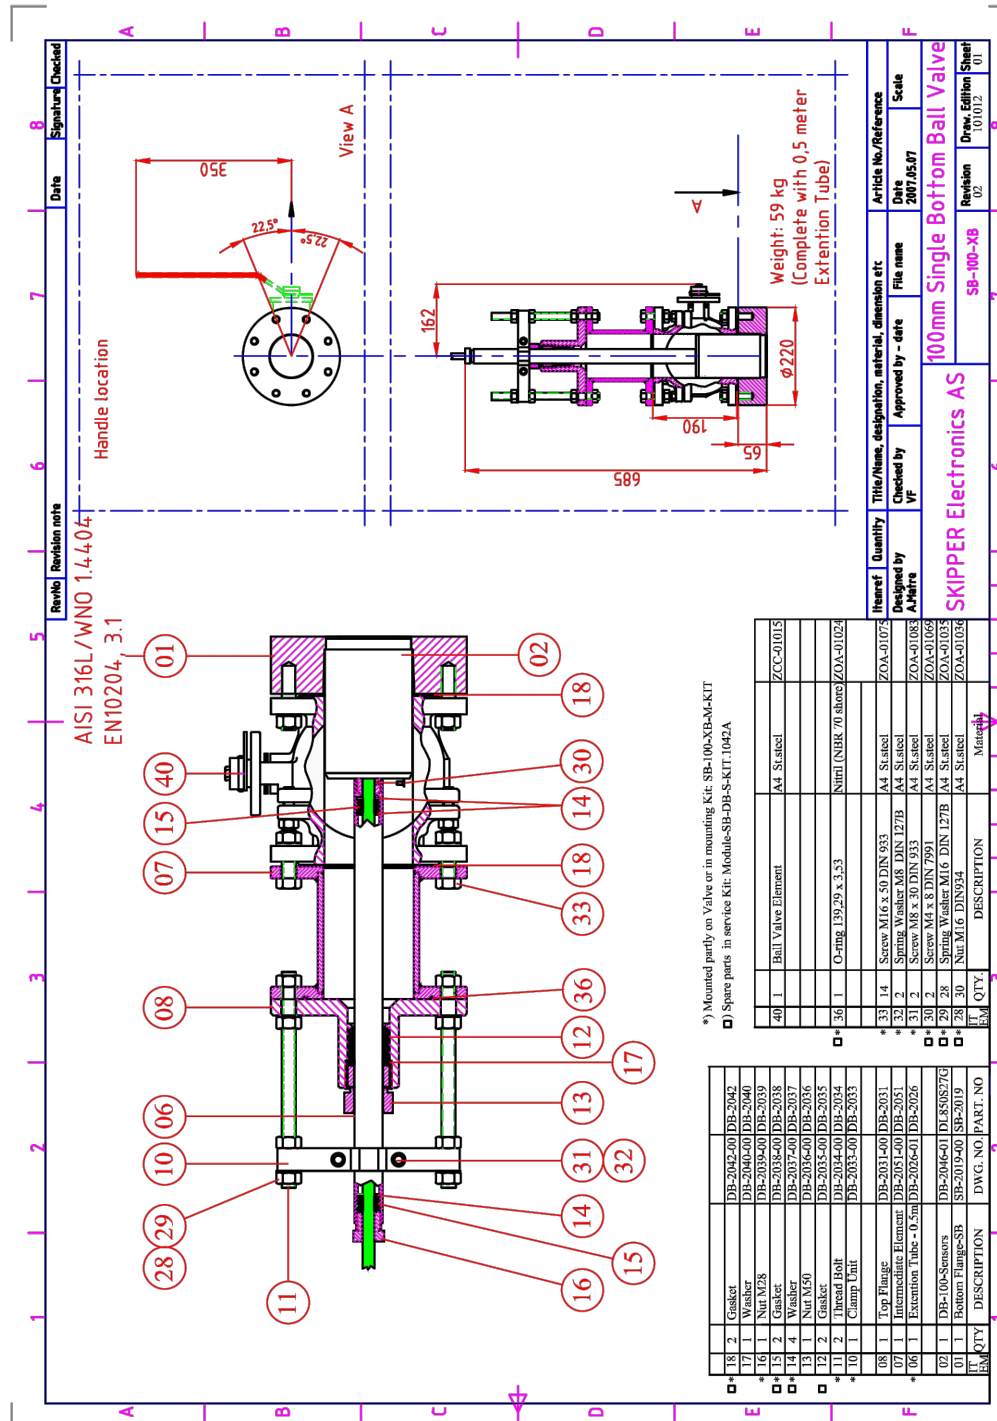 RevNo
Revision note
Date
Signature
Checked
1
2
3
4
5
6
7
8
A
B
C
D
E
F
AISI 316L/WNO 1.4404
EN10204, 3.1
01
02
40
18
15
30
07
14
18
33
08
36
12
17
06
13
10
31
32
28
29
14
11
15
16
Handle location
350
22,5°
22,5°
View A
162
685
190
65
ϕ220
A
Weight: 59 kg
(Complete with 0,5 meter
Extention Tube)
*) Mounted partly on Valve or in mounting Kit: SB-100-XB-M-KIT
◘) Spare parts in service Kit: Module-SB-DB-S-KIT.1042A
18 2 Gasket DB-2042-00 DB-2042
17 1 Washer DB-2040-00 DB-2040
* 16 1 Nut M28 DB-2039-00 DB-2039
* 15 2 Gasket DB-2038-00 DB-2038
* 14 4 Washer DB-2037-00 DB-2037
13 1 Nut M50 DB-2036-00 DB-2036
12 2 Gasket DB-2035-00 DB-2035
* 11 2 Thread Bolt DB-2034-00 DB-2034
* 10 1 Clamp Unit DB-2033-00 DB-2033
08 1 Top Flange DB-2031-00 DB-2031
07 1 Intermediate Element DB-2051-00 DB-2051
* 06 1 Extention Tube - 0.5m DB-2026-01 DB-2026
02 1 DB-100-Sensors DB-2046-01 DL850S27G
01 1 Bottom Flange-SB SB-2019-00 SB-2019
IT EM QTY DESCRIPTION DWG. NO. PART. NO
40 1 Ball Valve Element A4 St.steel ZCC-01015
* 36 1 O-ring 139,29 x 3,53 Nitril (NBR 70 shore) ZOA-01024
* 33 14 Screw M16 x 50 DIN 933 A4 St.steel ZOA-01075
* 32 2 Spring Washer M8 DIN 127B A4 St.steel
* 31 2 Screw M8 x 30 DIN 933 A4 St.steel ZOA-01083
* 30 2 Screw M4 x 8 DIN 7991 A4 St.steel ZOA-01069
* 29 28 Spring Washer M16 DIN 127B A4 St.steel ZOA-01035
* 28 30 Nut M16 DIN934 A4 St.steel ZOA-01036
IT EM QTY. DESCRIPTION Material
Itemref
Quantity
Title/Name, designation, material, dimension etc
Article No./Reference
Designed by
A.Matre
Checked by
VF
Approved by - date
File name
Date
2007.05.07
Scale
SKIPPER Electronics AS
100mm Single Bottom Ball Valve
SB-100-XB
Revision
02
Draw. Edition
101012
Sheet
01